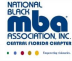 NATIONAL
BLACK
mba
ASSOCIATION, INC.
CENTRAL FLORIDA CHAPTER